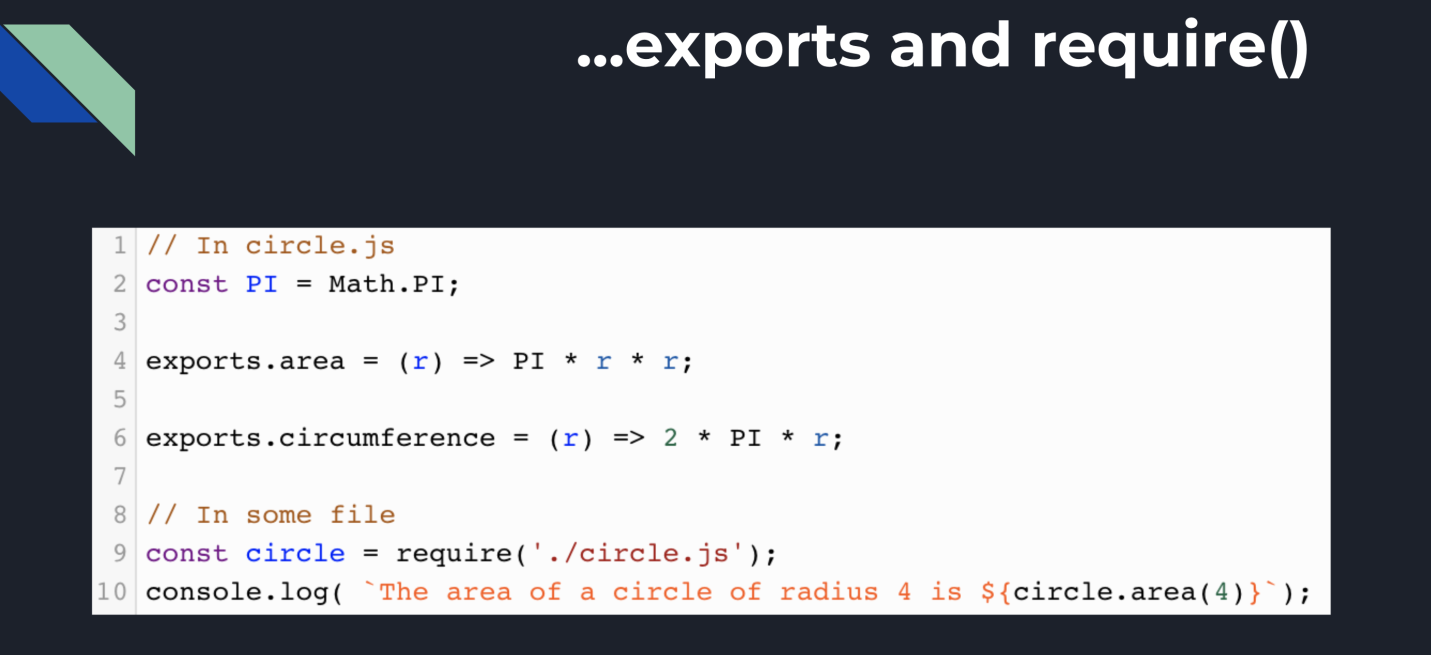 ...exports and require()
1 // In circle.js
2 const PI = Math.PI;
3
4 exports.area = (r) => PI * r * r;
5
6 exports.circumference = (r) => 2 * PI * r;
7
8 // In some file
9 const circle = require('./circle.js');
10 console.log( `The area of a circle of radius 4 is ${circle.area(4)}`);